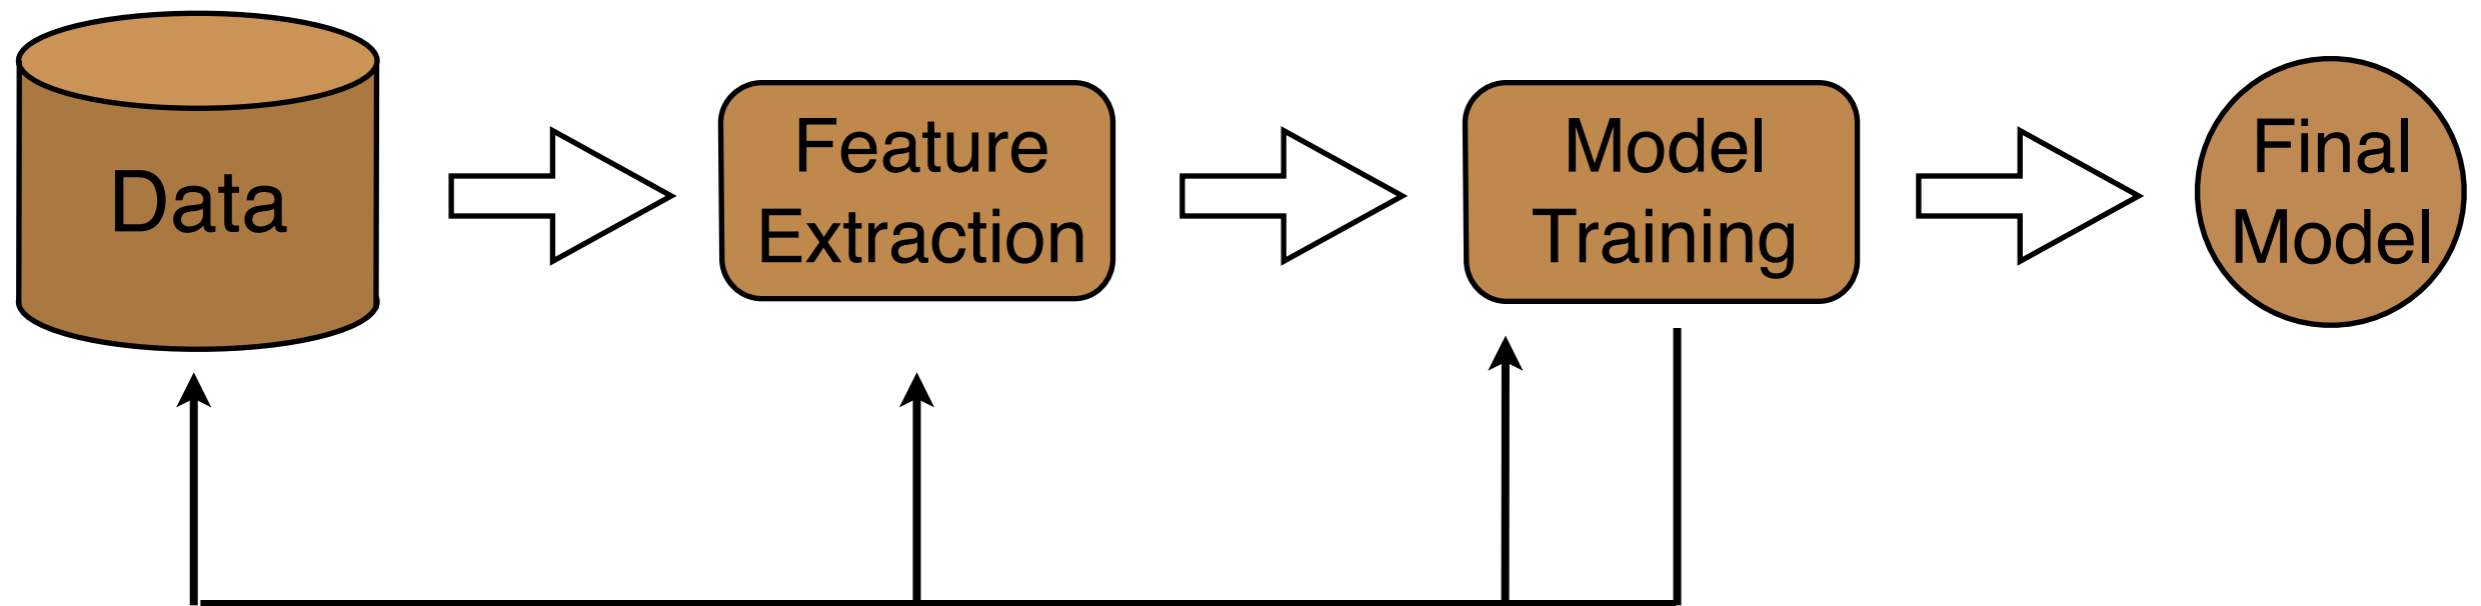 Data
Feature
Extraction
Model
Training
Final
Model